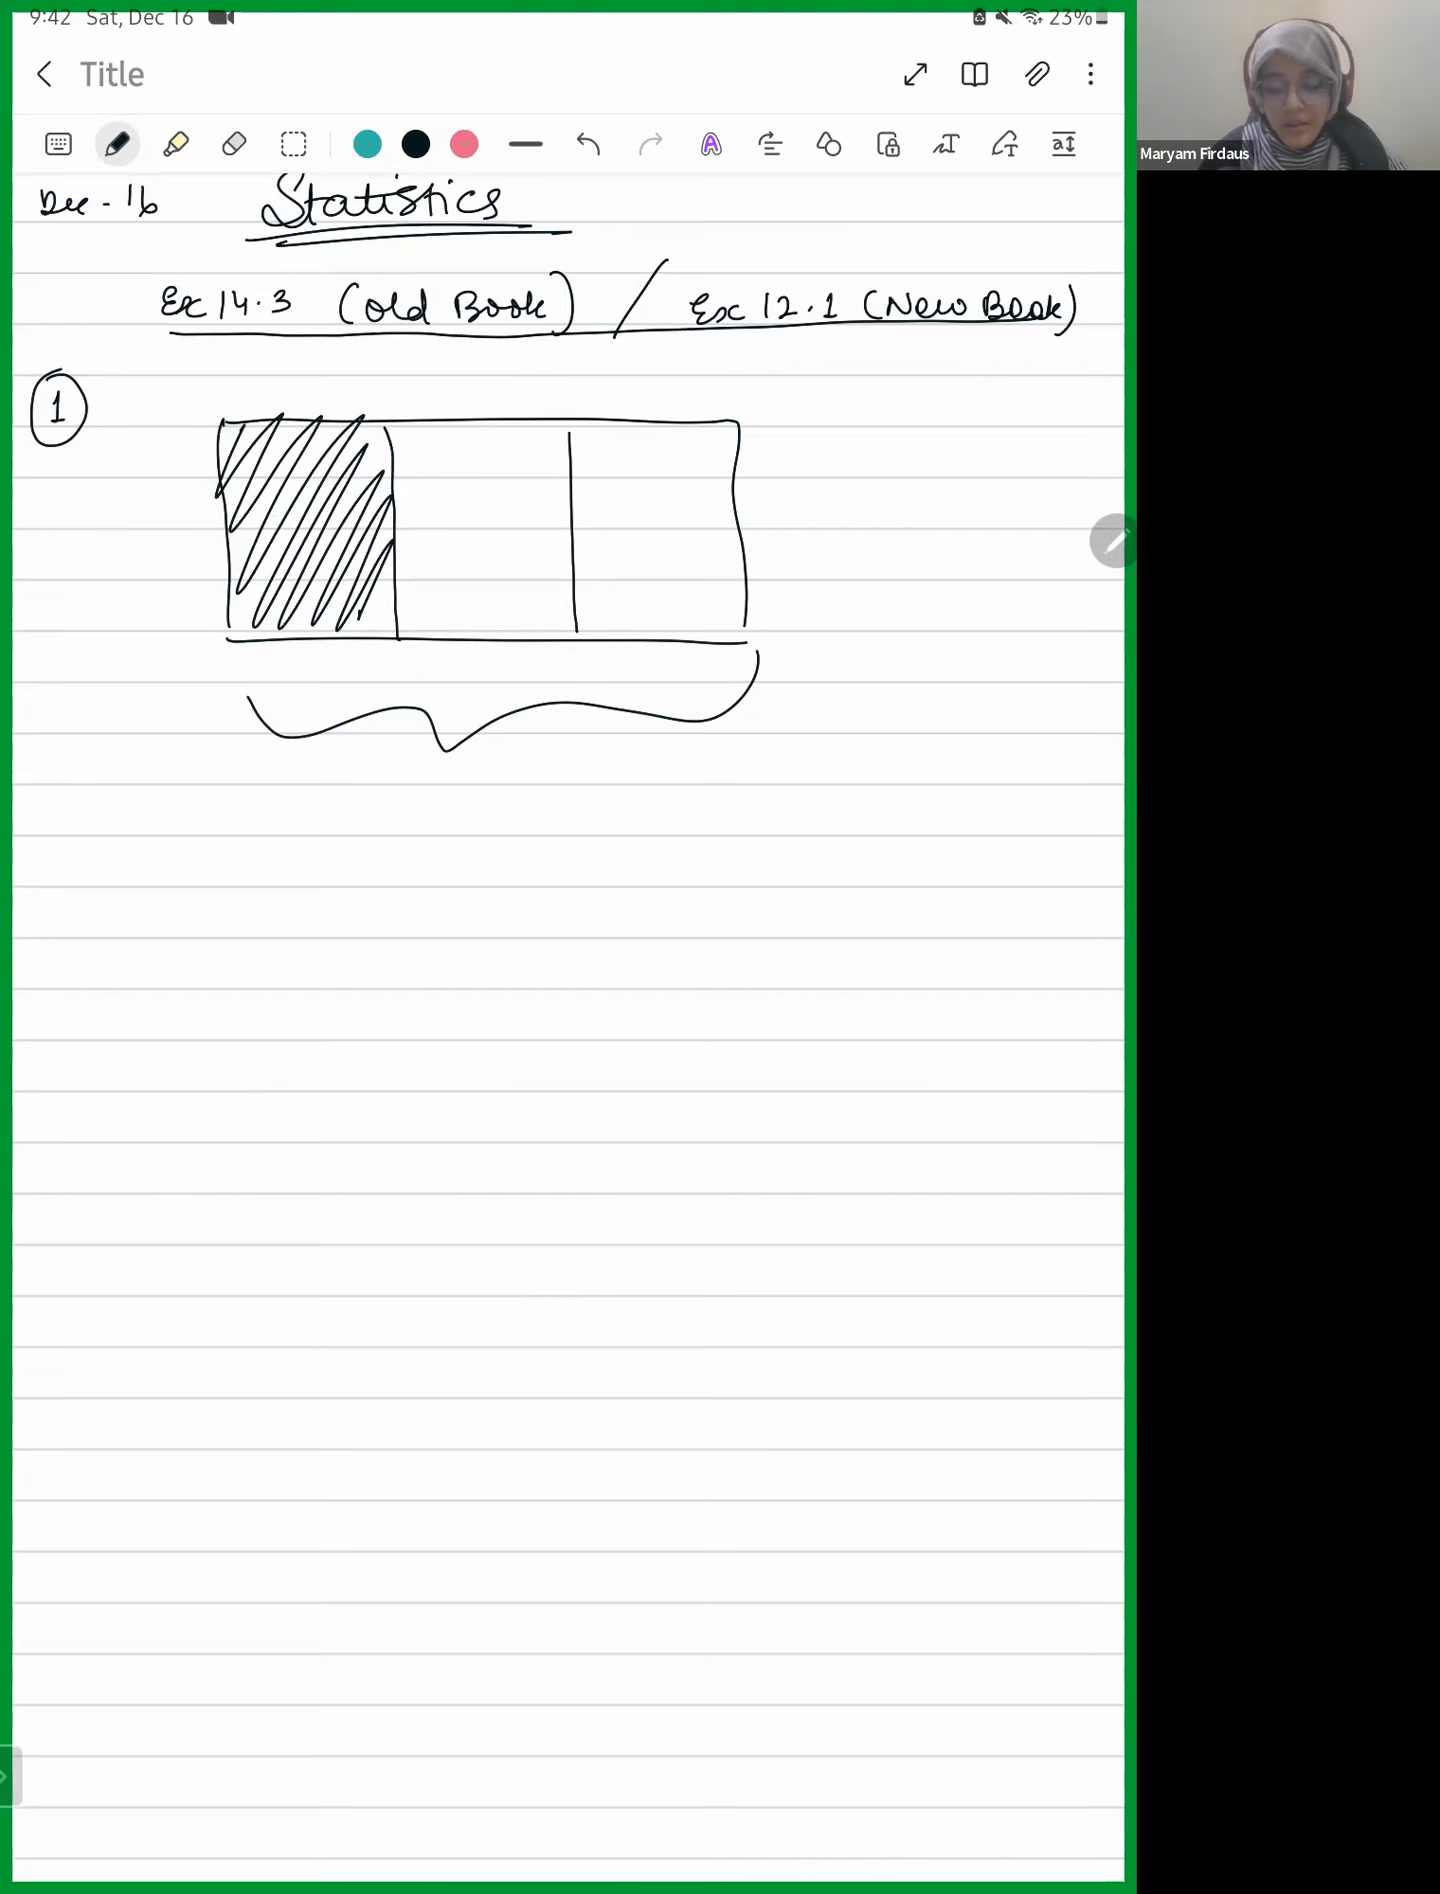 9:42 Sat, Dec 16 23%
Title
Maryam Firdaus
Dec - 16 Statistics
Ex 14.3 (Old Book) / Ex 12.1 (New Book)
1